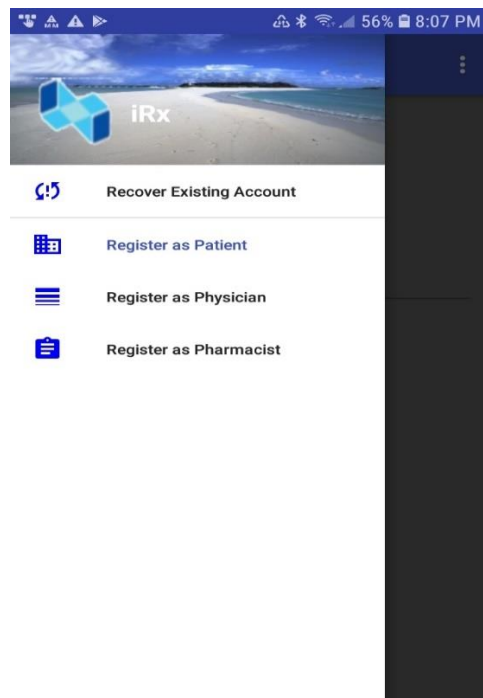 56% 8:07 PM
iRx
Recover Existing Account
Register as Patient
Register as Physician
Register as Pharmacist